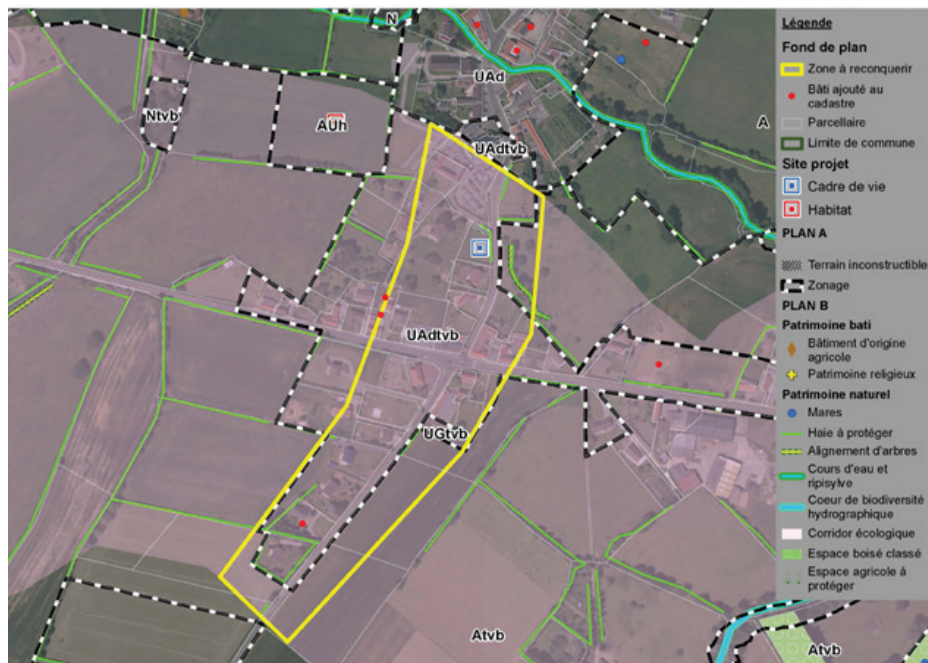 N
UAd
A
Ntvb
AUh
UAdtvb
UAdtvb
UGtvb
Atvb
Atvb
Légende
Fond de plan
Zone à reconquerir
Bâti ajouté au
cadastre
Parcellaire
Limite de commune
Site projet
Cadre de vie
Habitat
PLAN A
Terrain inconstructible
Zonage
PLAN B
Patrimoine bati
Bâtiment d'origine
agricole
Patrimoine religieux
Patrimoine naturel
Mares
Haie à protéger
Alignement d'arbres
Cours d'eau et
ripisylve
Coeur de biodiversité
hydrographique
Corridor écologique
Espace boisé classé
Espace agricole à
protéger